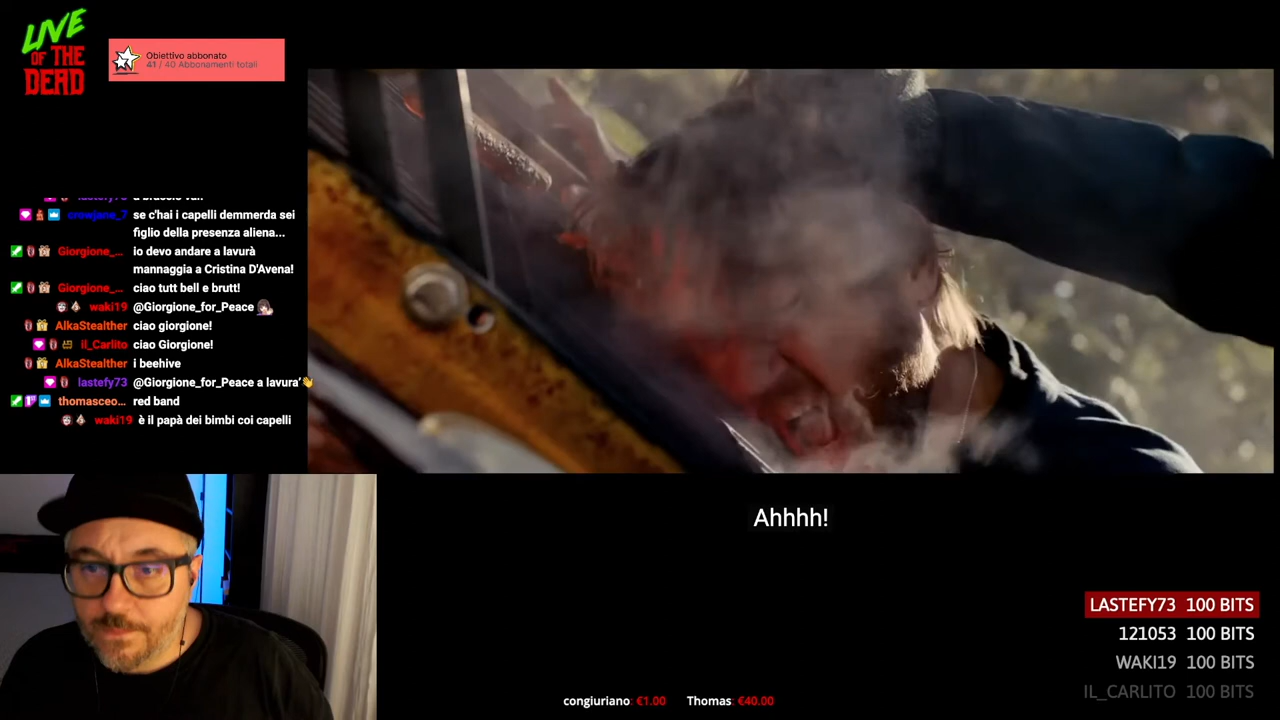 LIVE
OF THE
DEAD
Obiettivo abbonato
41 / 40 Abbonamenti totali
crowjane_7 se c'hai i capelli demmerda sei
figlio della presenza aliena...
Giorgione_... io devo andare a lavurà
mannaggia a Cristina D'Avena!
Giorgione_... ciao tutt bell e brutt!
waki19 @Giorgione_for_Peace
AlkaStealther ciao giorgione!
il_Carlito ciao Giorgione!
AlkaStealther i beehive
lastefy73 @Giorgione_for_Peace a lavura'
thomasceo... red band
waki19 è il papà dei bimbi coi capelli
Ahhhh!
LASTEFY73 100 BITS
121053 100 BITS
WAKI19 100 BITS
IL_CARLITO 100 BITS
congiuriano: €1.00 Thomas: €40.00